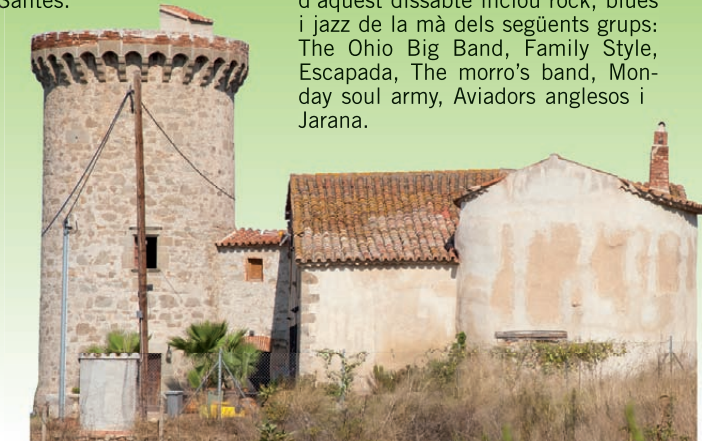 Santes.
d'aquest dissabte inclou rock, blues
i jazz de la mà dels següents grups:
The Ohio Big Band, Family Style,
Escapada, The morro's band, Mon-
day soul army, Aviadors anglesos i
Jarana.